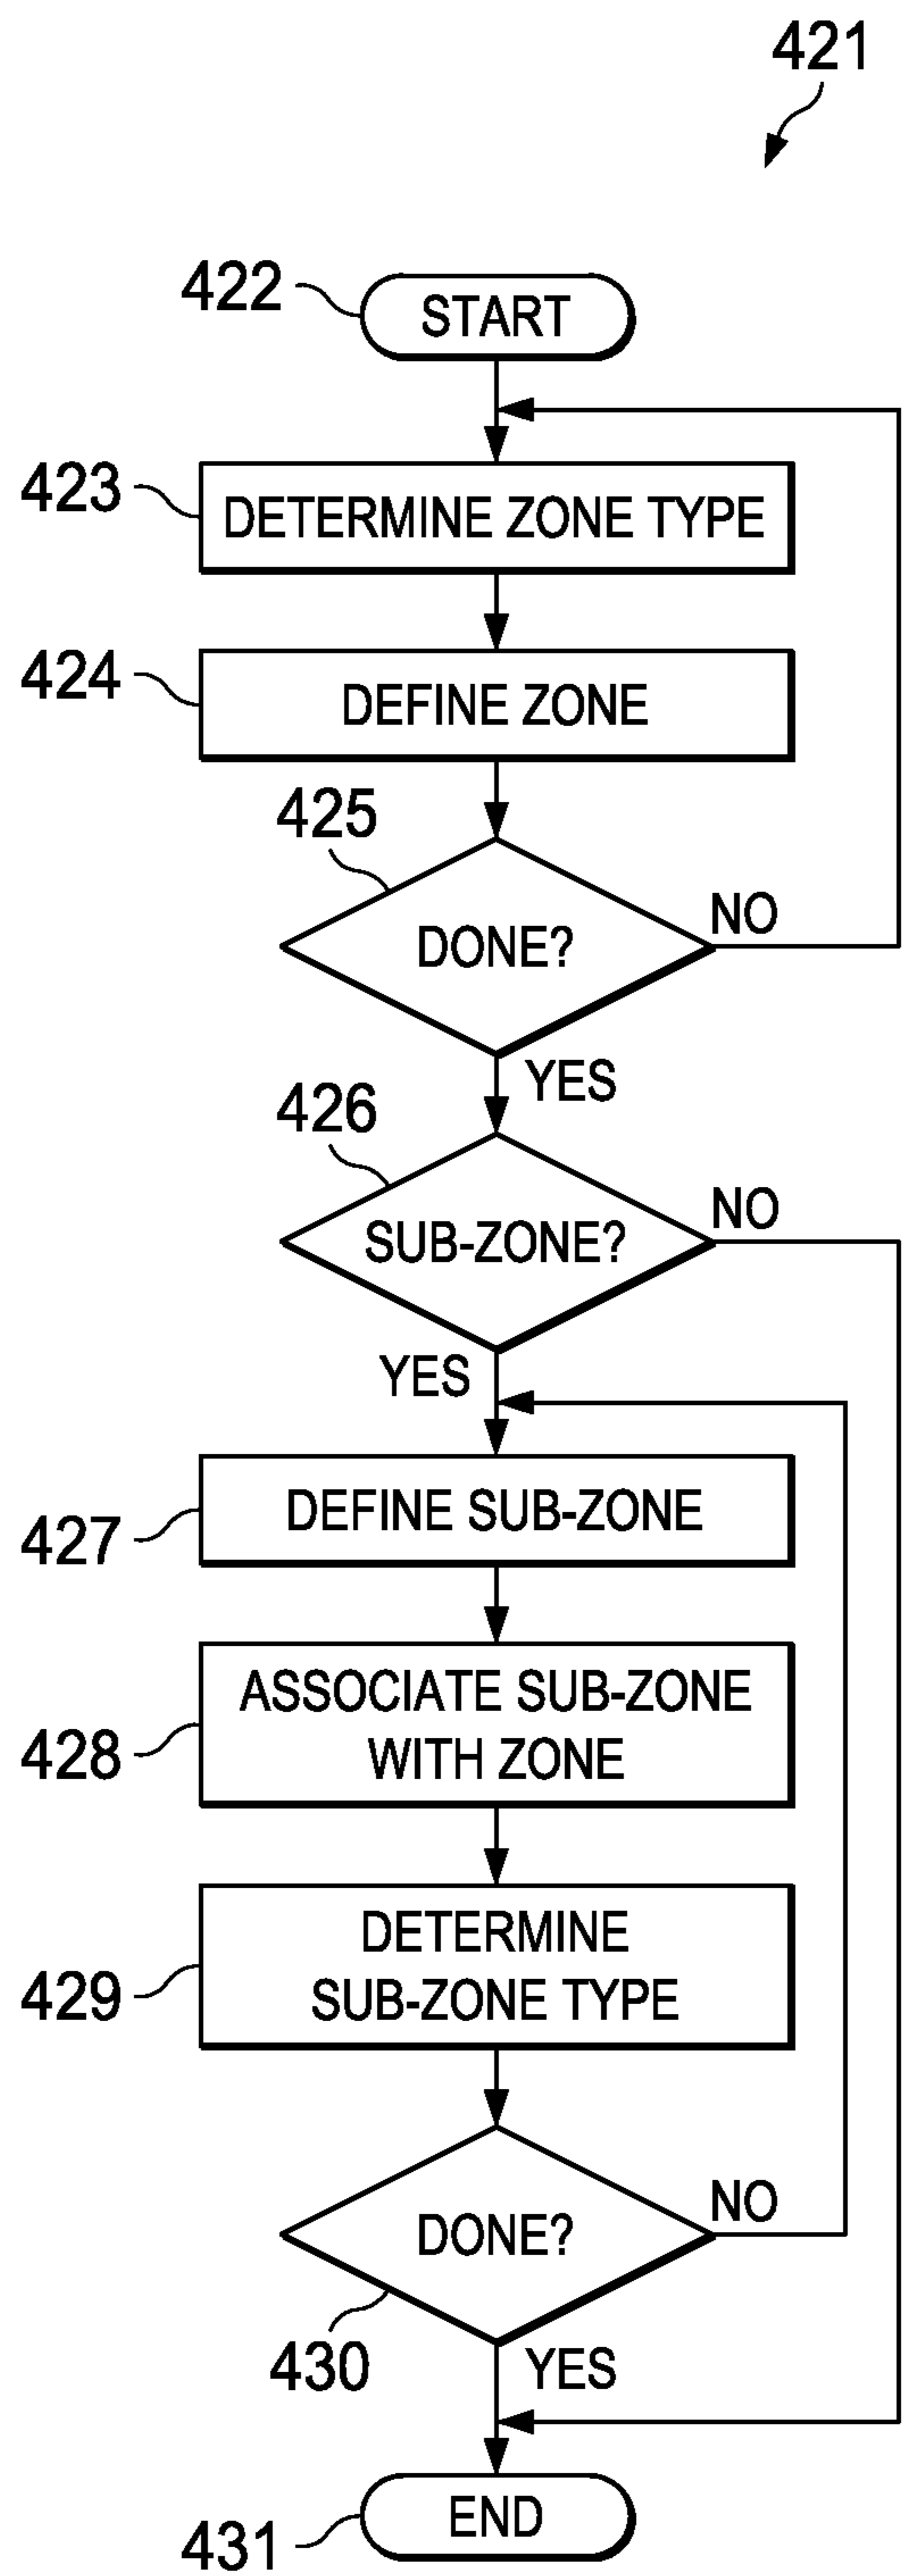 421
422
START
423
DETERMINE ZONE TYPE
424
DEFINE ZONE
425
DONE?
NO
YES
426
SUB-ZONE?
NO
YES
427
DEFINE SUB-ZONE
428
ASSOCIATE SUB-ZONE
WITH ZONE
429
DETERMINE
SUB-ZONE TYPE
DONE?
NO
430
YES
431
END